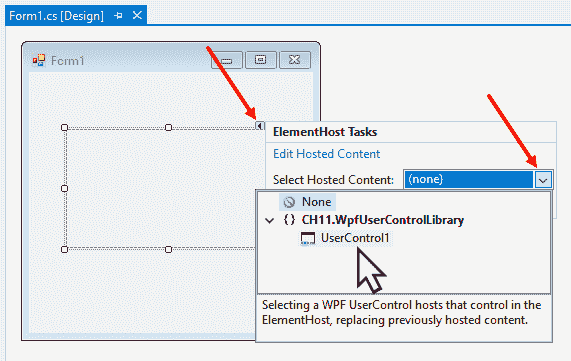 Form1.cs [Design]
Form1
ElementHost Tasks
Edit Hosted Content
Select Hosted Content: (none)
None
{} CH11.WpfUserControlLibrary
UserControl1
Selecting a WPF UserControl hosts that control in the
ElementHost, replacing previously hosted content.